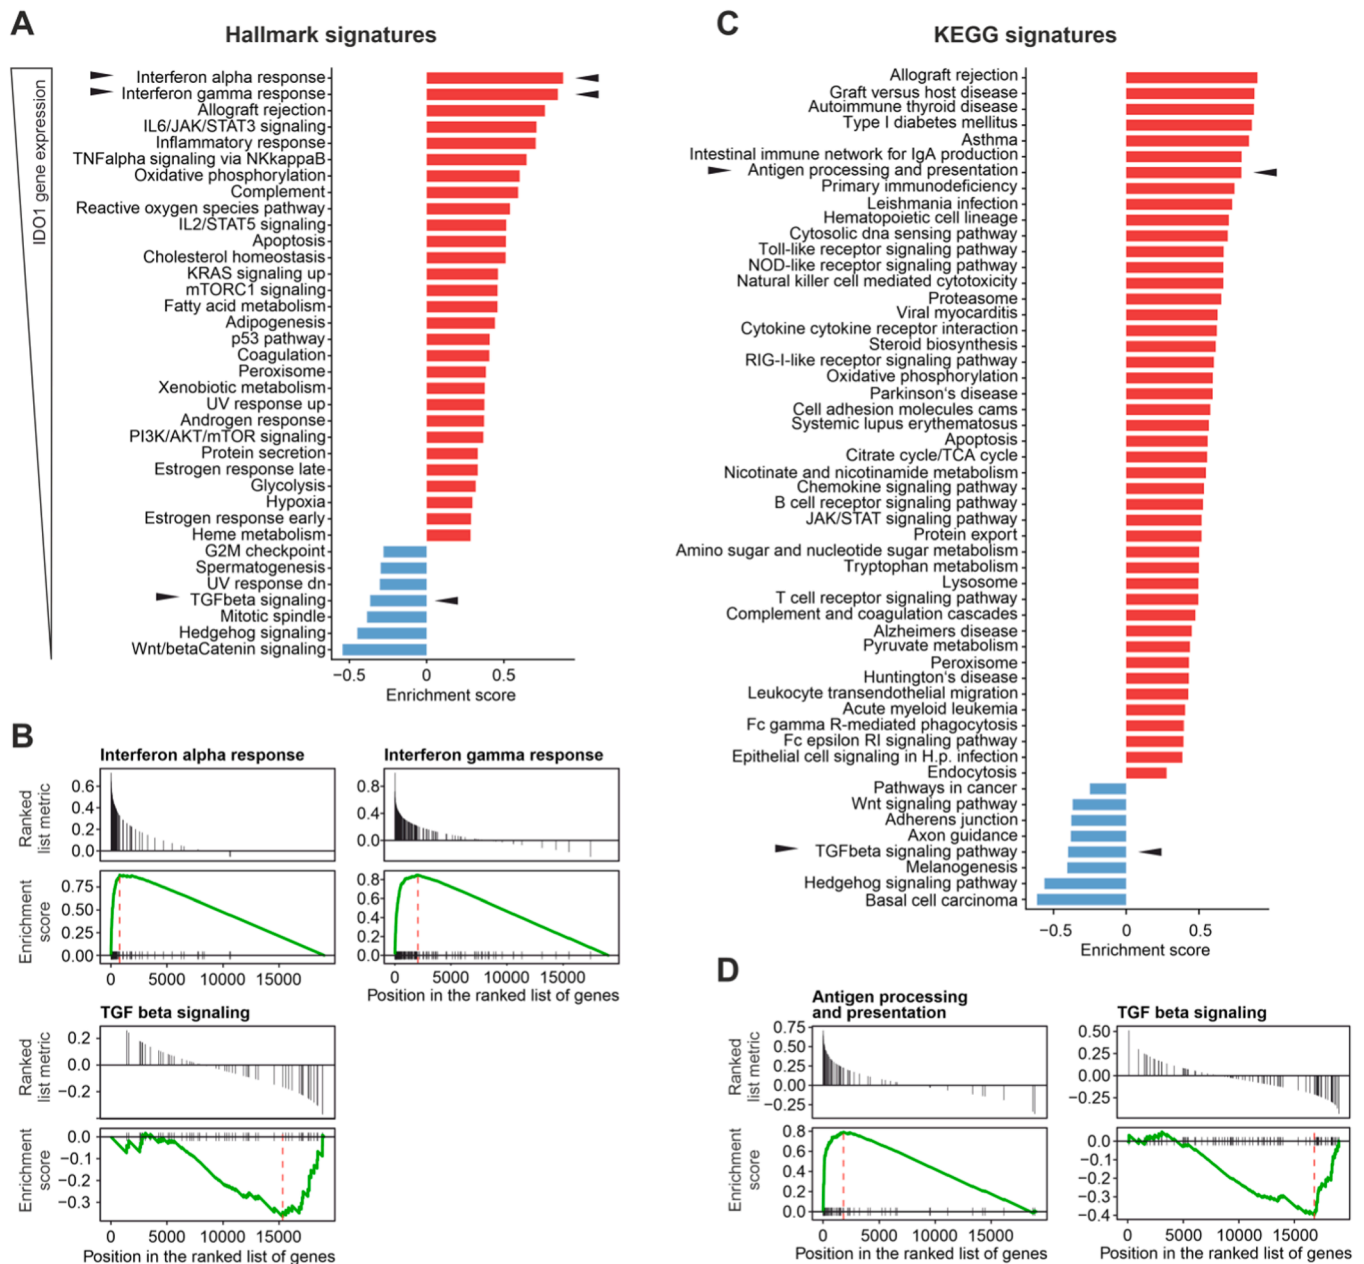 A
Hallmark signatures
IDO1 gene expression
Interferon alpha response
Interferon gamma response
Allograft rejection
IL6/JAK/STAT3 signaling
Inflammatory response
TNFalpha signaling via NKkappaB
Oxidative phosphorylation
Complement
Reactive oxygen species pathway
IL2/STAT5 signaling
Apoptosis
Cholesterol homeostasis
KRAS signaling up
mTORC1 signaling
Fatty acid metabolism
Adipogenesis
p53 pathway
Coagulation
Peroxisome
Xenobiotic metabolism
UV response up
Androgen response
PI3K/AKT/mTOR signaling
Protein secretion
Estrogen response late
Glycolysis
Hypoxia
Estrogen response early
Heme metabolism
G2M checkpoint
Spermatogenesis
UV response dn
TGFbeta signaling
Mitotic spindle
Hedgehog signaling
Wnt/betaCatenin signaling
−0.5 0 0.5
Enrichment score
B
Interferon alpha response
Ranked list metric
0.6
0.4
0.2
0.0
Enrichment score
0.75
0.50
0.25
0.00
0 5000 10000 15000
Interferon gamma response
0.8
0.4
0.0
0.8
0.6
0.4
0.2
0.0
0 5000 10000 15000
Position in the ranked list of genes
TGF beta signaling
Ranked list metric
0.2
0.0
−0.2
Enrichment score
0.0
−0.1
−0.2
−0.3
0 5000 10000 15000
Position in the ranked list of genes
C
KEGG signatures
Allograft rejection
Graft versus host disease
Autoimmune thyroid disease
Type I diabetes mellitus
Asthma
Intestinal immune network for IgA production
Antigen processing and presentation
Primary immunodeficiency
Leishmania infection
Hematopoietic cell lineage
Cytosolic dna sensing pathway
Toll-like receptor signaling pathway
NOD-like receptor signaling pathway
Natural killer cell mediated cytotoxicity
Proteasome
Viral myocarditis
Cytokine cytokine receptor interaction
Steroid biosynthesis
RIG-I-like receptor signaling pathway
Oxidative phosphorylation
Parkinson's disease
Cell adhesion molecules cams
Systemic lupus erythematosus
Apoptosis
Citrate cycle/TCA cycle
Nicotinate and nicotinamide metabolism
Chemokine signaling pathway
B cell receptor signaling pathway
JAK/STAT signaling pathway
Protein export
Amino sugar and nucleotide sugar metabolism
Tryptophan metabolism
Lysosome
T cell receptor signaling pathway
Complement and coagulation cascades
Alzheimers disease
Pyruvate metabolism
Peroxisome
Huntington's disease
Leukocyte transendothelial migration
Acute myeloid leukemia
Fc gamma R-mediated phagocytosis
Fc epsilon RI signaling pathway
Epithelial cell signaling in H.p. infection
Endocytosis
Pathways in cancer
Wnt signaling pathway
Adherens junction
Axon guidance
TGFbeta signaling pathway
Melanogenesis
Hedgehog signaling pathway
Basal cell carcinoma
−0.5 0 0.5
Enrichment score
D
Antigen processing
and presentation
Ranked list metric
0.75
0.50
0.25
0.00
−0.25
Enrichment score
0.8
0.6
0.4
0.2
0.0
0 5000 10000 15000
Position in the ranked list of genes
TGF beta signaling
0.50
0.25
0.00
−0.25
0.0
−0.1
−0.2
−0.3
−0.4
0 5000 10000 15000
Position in the ranked list of genes